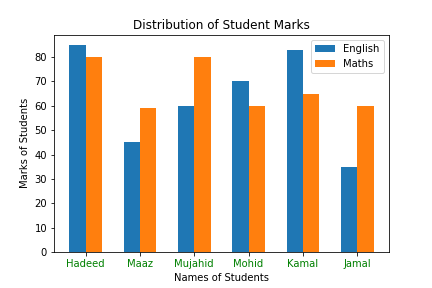 Distribution of Student Marks
English
Maths
Marks of Students
80
70
60
50
40
30
20
10
0
Hadeed Maaz Mujahid Mohid Kamal Jamal
Names of Students